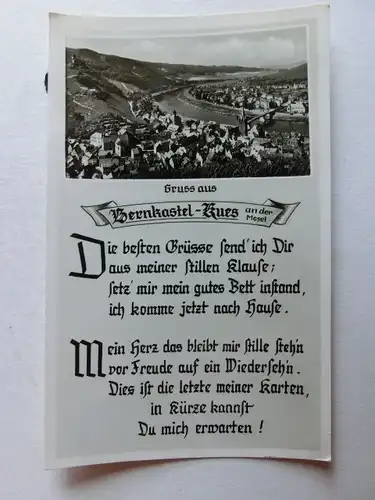 Gruss aus
Bernkastel-Kues an der Mosel
Die besten Grüsse send' ich Dir
aus meiner stillen Klause;
setz' mir mein gutes Bett instand,
ich komme jetzt nach Hause.
Mein Herz das bleibt mir stille steh'n
vor Freude auf ein Wiederseh'n.
Dies ist die letzte meiner Karten,
in Kürze kannst
Du mich erwarten!